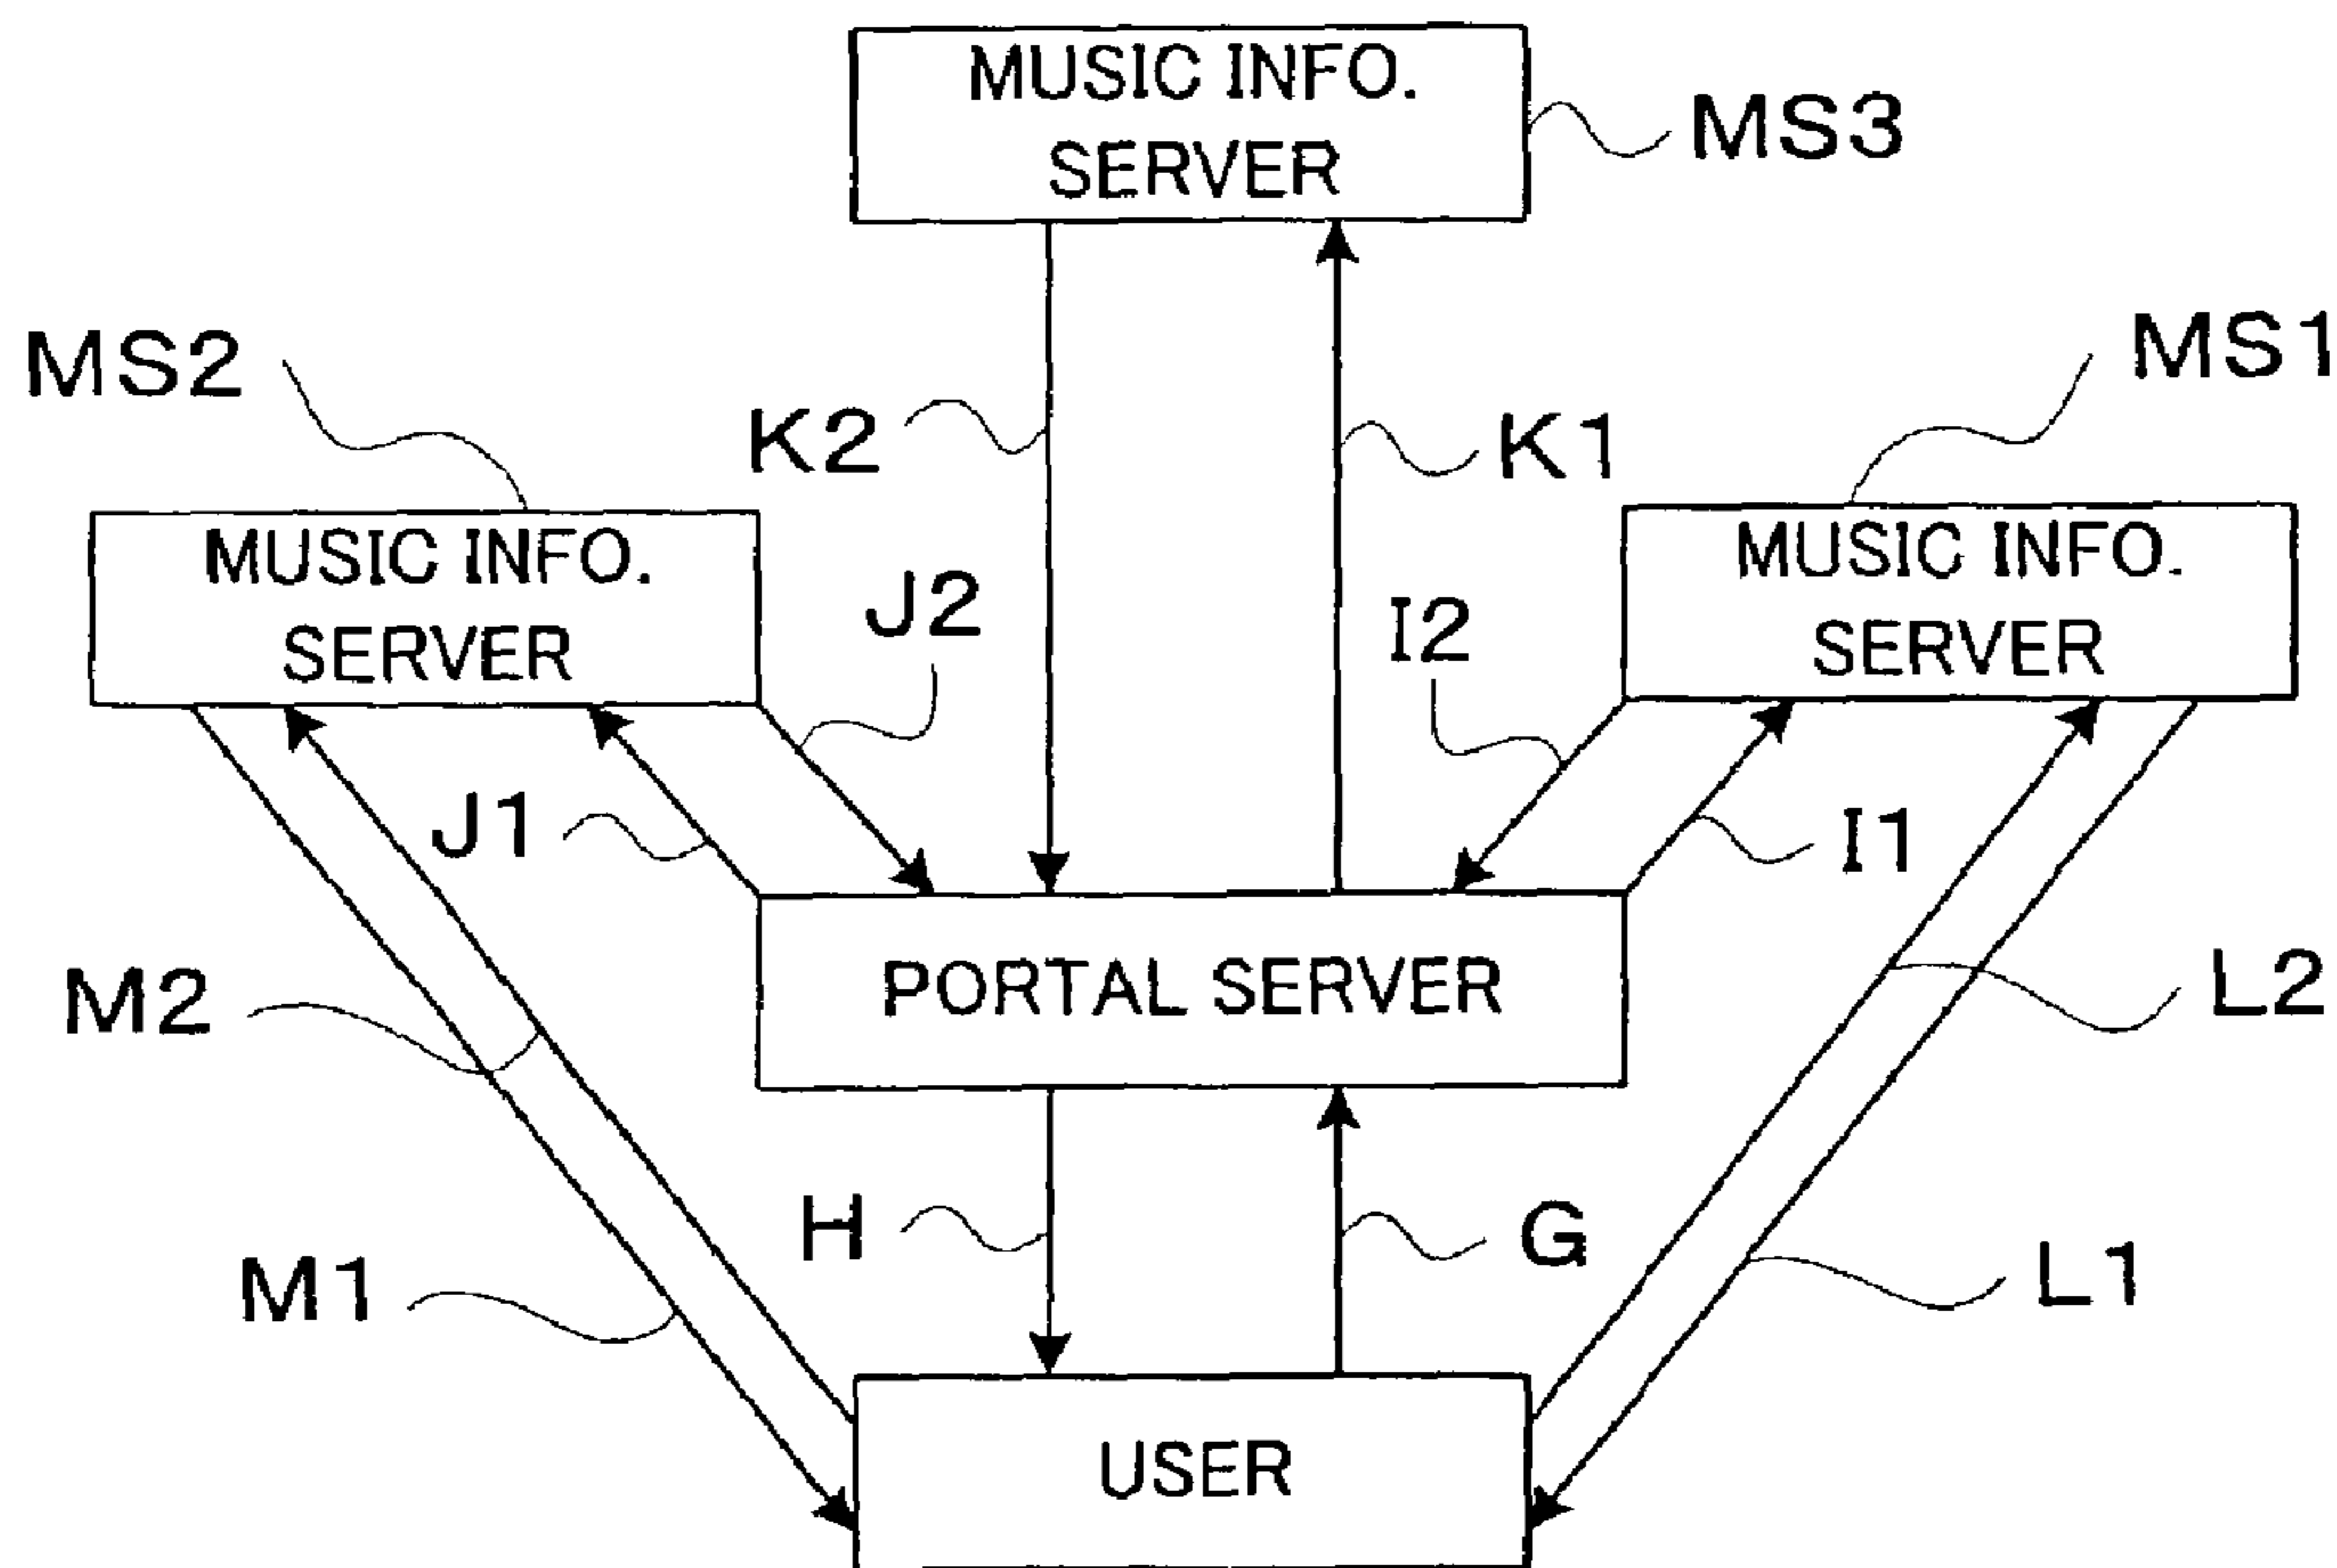 MUSIC INFO.
SERVER
MS3
MS2
MS1
K2
K1
MUSIC INFO.
SERVER
J2
I2
MUSIC INFO.
SERVER
J1
I1
PORTAL SERVER
M2
L2
H
G
M1
L1
USER